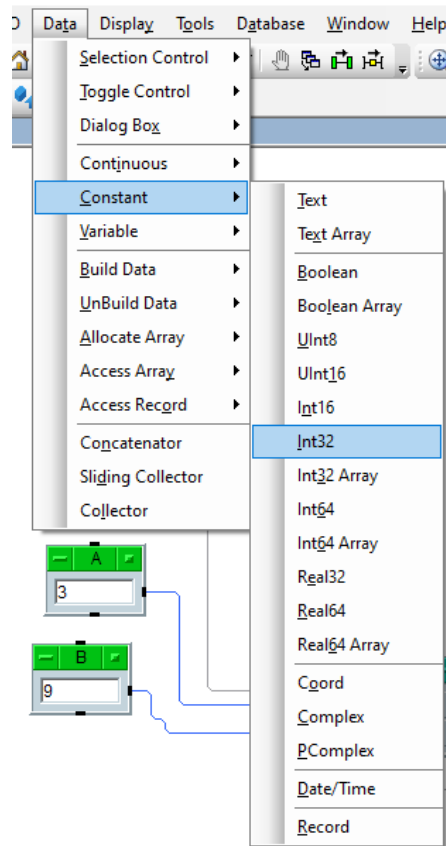 Data Display Tools Database Window Help
Selection Control
Toggle Control
Dialog Box
Continuous
Constant
Variable
Build Data
UnBuild Data
Allocate Array
Access Array
Access Record
Concatenator
Sliding Collector
Collector
Text
Text Array
Boolean
Boolean Array
UInt8
UInt16
Int16
Int32
Int32 Array
Int64
Int64 Array
Real32
Real64
Real64 Array
Coord
Complex
PComplex
Date/Time
Record
A
3
B
9